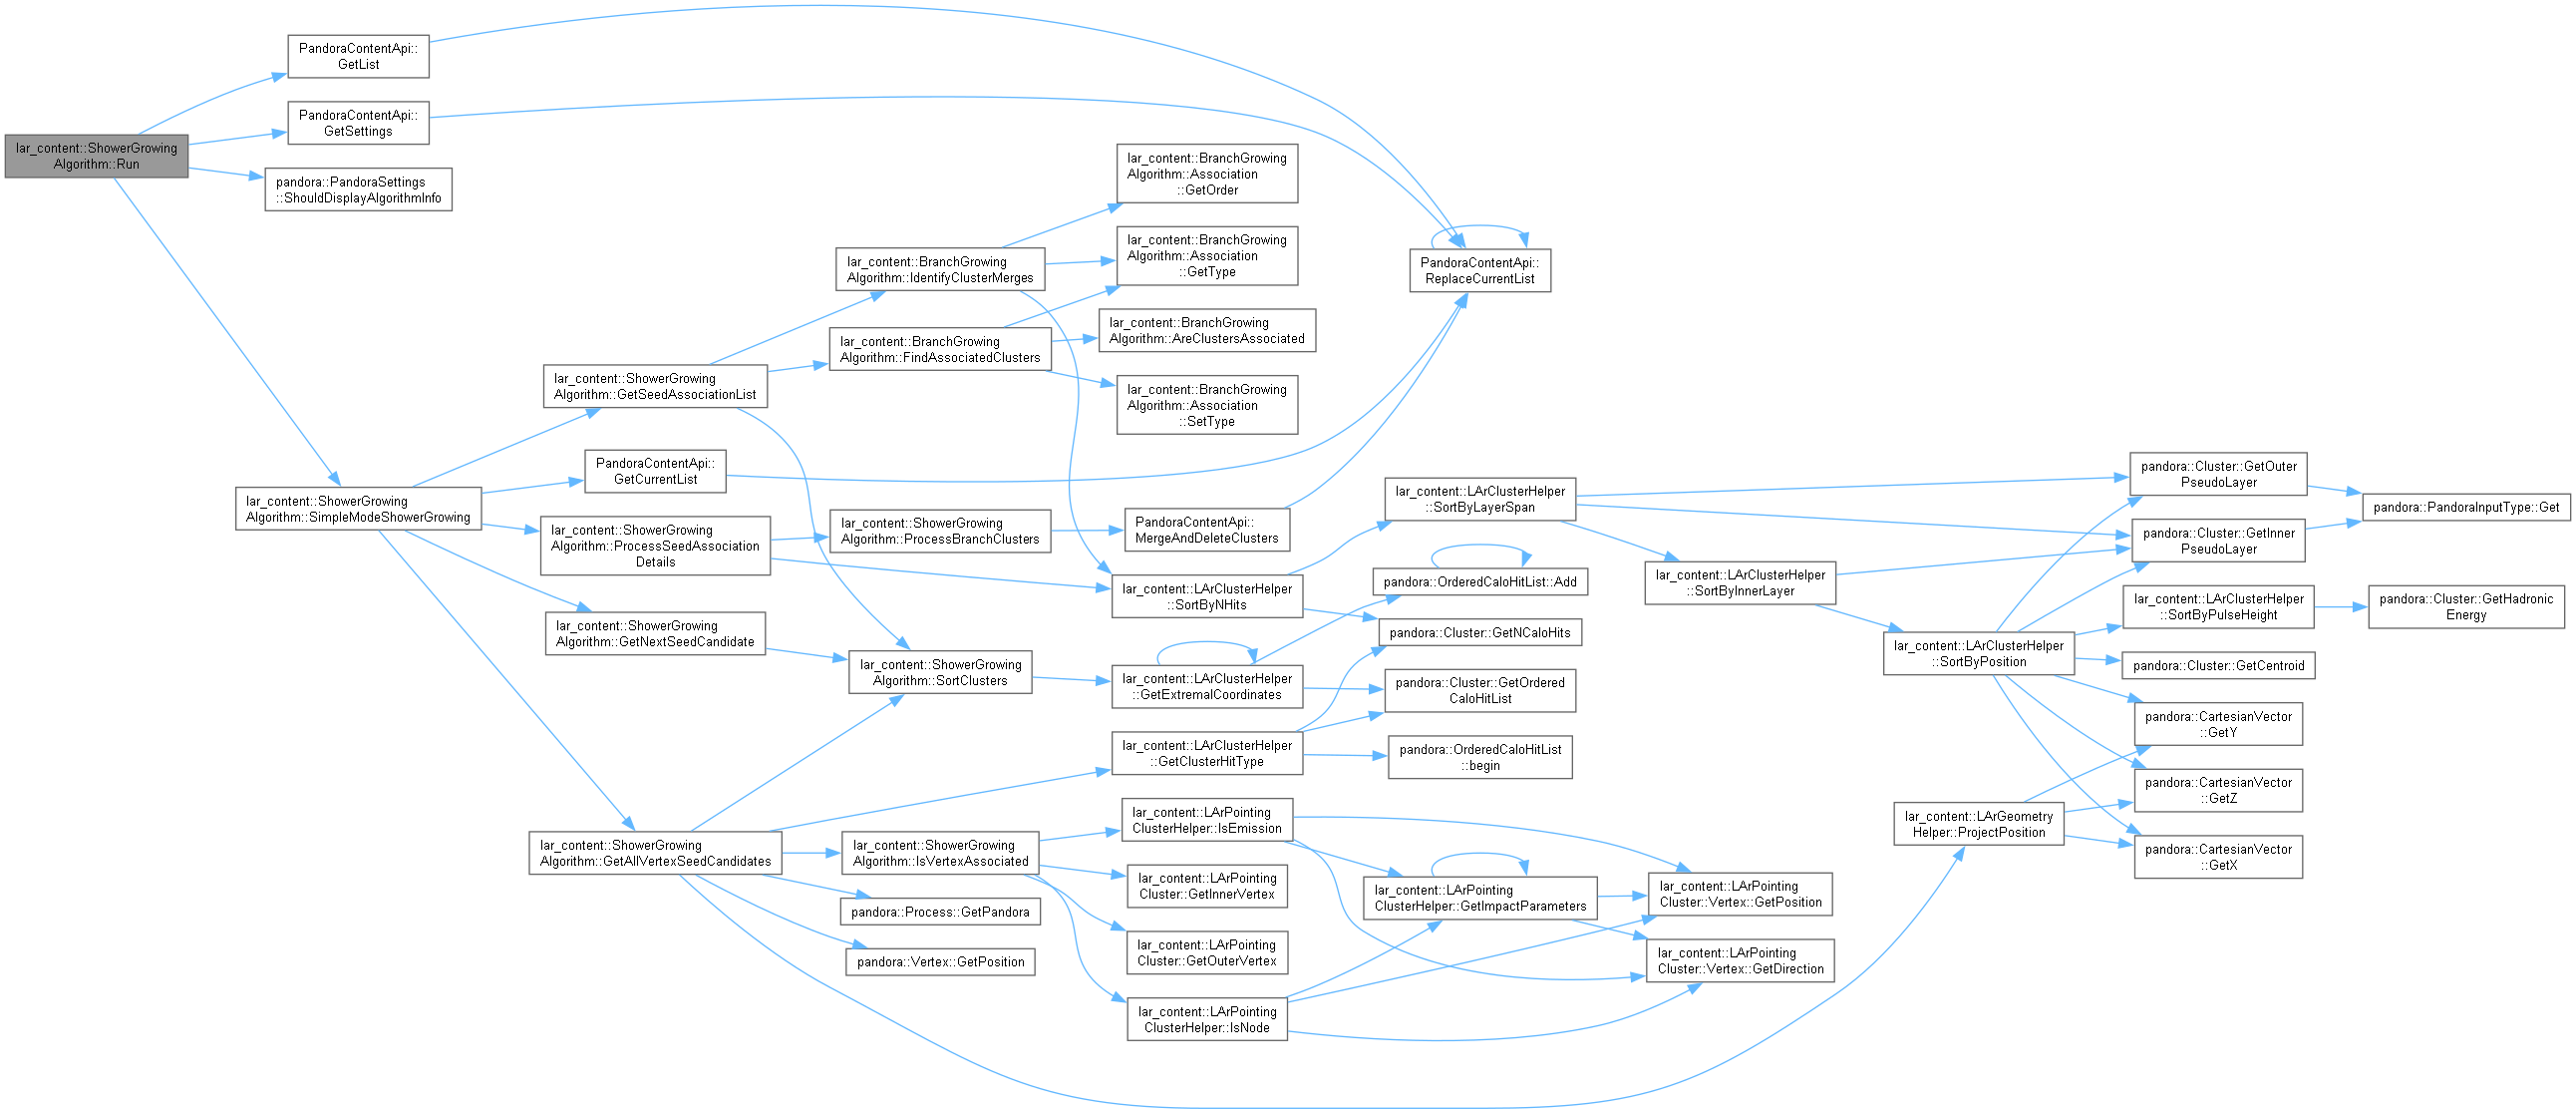 lar_content::ShowerGrowing
Algorithm::Run
PandoraContentApi::
GetList
PandoraContentApi::
GetSettings
pandora::PandoraSettings
::ShouldDisplayAlgorithmInfo
lar_content::ShowerGrowing
Algorithm::SimpleModeShowerGrowing
lar_content::ShowerGrowing
Algorithm::GetSeedAssociationList
PandoraContentApi::
GetCurrentList
lar_content::ShowerGrowing
Algorithm::ProcessSeedAssociation
Details
lar_content::ShowerGrowing
Algorithm::GetNextSeedCandidate
lar_content::ShowerGrowing
Algorithm::GetAllVertexSeedCandidates
lar_content::BranchGrowing
Algorithm::IdentifyClusterMerges
lar_content::BranchGrowing
Algorithm::FindAssociatedClusters
lar_content::ShowerGrowing
Algorithm::ProcessBranchClusters
lar_content::ShowerGrowing
Algorithm::SortClusters
lar_content::ShowerGrowing
Algorithm::IsVertexAssociated
pandora::Process::GetPandora
pandora::Vertex::GetPosition
lar_content::BranchGrowing
Algorithm::Association
::GetOrder
lar_content::BranchGrowing
Algorithm::Association
::GetType
lar_content::BranchGrowing
Algorithm::AreClustersAssociated
lar_content::BranchGrowing
Algorithm::Association
::SetType
PandoraContentApi::
MergeAndDeleteClusters
lar_content::LArClusterHelper
::SortByNHits
lar_content::LArClusterHelper
::GetExtremalCoordinates
lar_content::LArClusterHelper
::GetClusterHitType
lar_content::LArPointing
ClusterHelper::IsEmission
lar_content::LArPointing
Cluster::GetInnerVertex
lar_content::LArPointing
Cluster::GetOuterVertex
lar_content::LArPointing
ClusterHelper::IsNode
PandoraContentApi::
ReplaceCurrentList
lar_content::LArClusterHelper
::SortByLayerSpan
pandora::OrderedCaloHitList::Add
pandora::Cluster::GetNCaloHits
pandora::Cluster::GetOrdered
CaloHitList
pandora::OrderedCaloHitList
::begin
lar_content::LArPointing
ClusterHelper::GetImpactParameters
lar_content::LArClusterHelper
::SortByInnerLayer
lar_content::LArPointing
Cluster::Vertex::GetPosition
lar_content::LArPointing
Cluster::Vertex::GetDirection
lar_content::LArClusterHelper
::SortByPosition
lar_content::LArGeometry
Helper::ProjectPosition
pandora::Cluster::GetOuter
PseudoLayer
pandora::Cluster::GetInner
PseudoLayer
lar_content::LArClusterHelper
::SortByPulseHeight
pandora::Cluster::GetCentroid
pandora::CartesianVector
::GetY
pandora::CartesianVector
::GetZ
pandora::CartesianVector
::GetX
pandora::PandoraInputType::Get
pandora::Cluster::GetHadronic
Energy